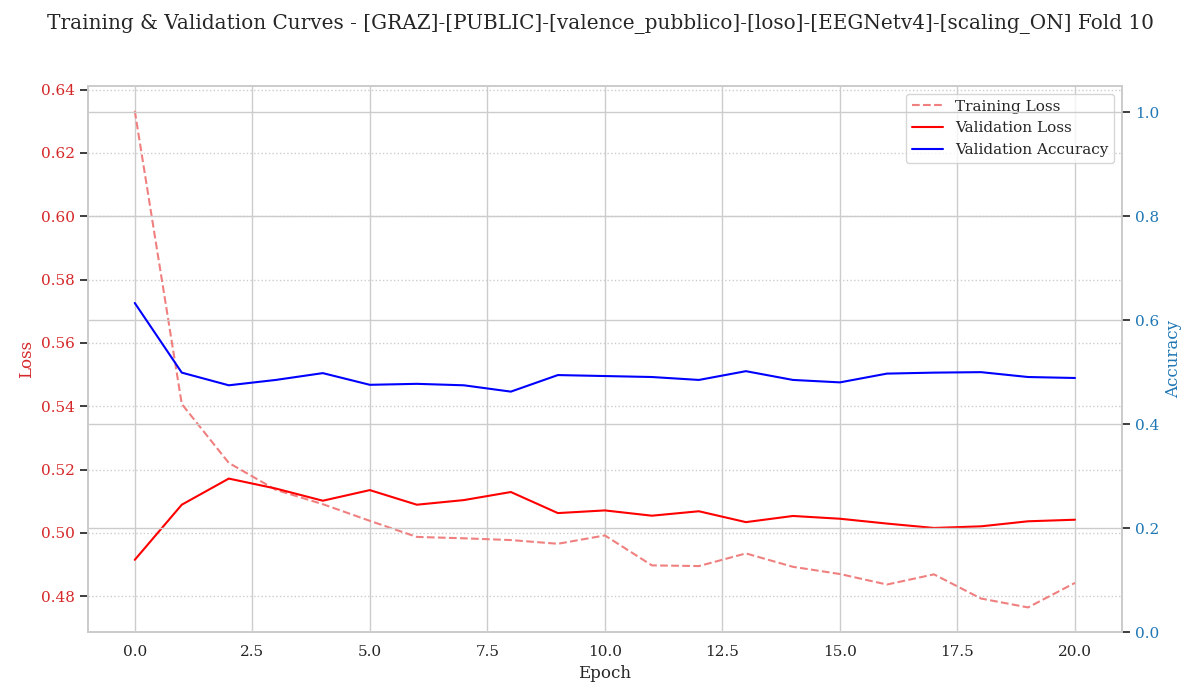 Training & Validation Curves - [GRAZ]-[PUBLIC]-[valence_pubblico]-[loso]-[EEGNetv4]-[scaling_ON] Fold 10
Training Loss
Validation Loss
Validation Accuracy
Loss
0.64
0.62
0.60
0.58
0.56
0.54
0.52
0.50
0.48
1.0
0.8
0.6
0.4
0.2
0.0
Accuracy
0.0 2.5 5.0 7.5 10.0 12.5 15.0 17.5 20.0
Epoch